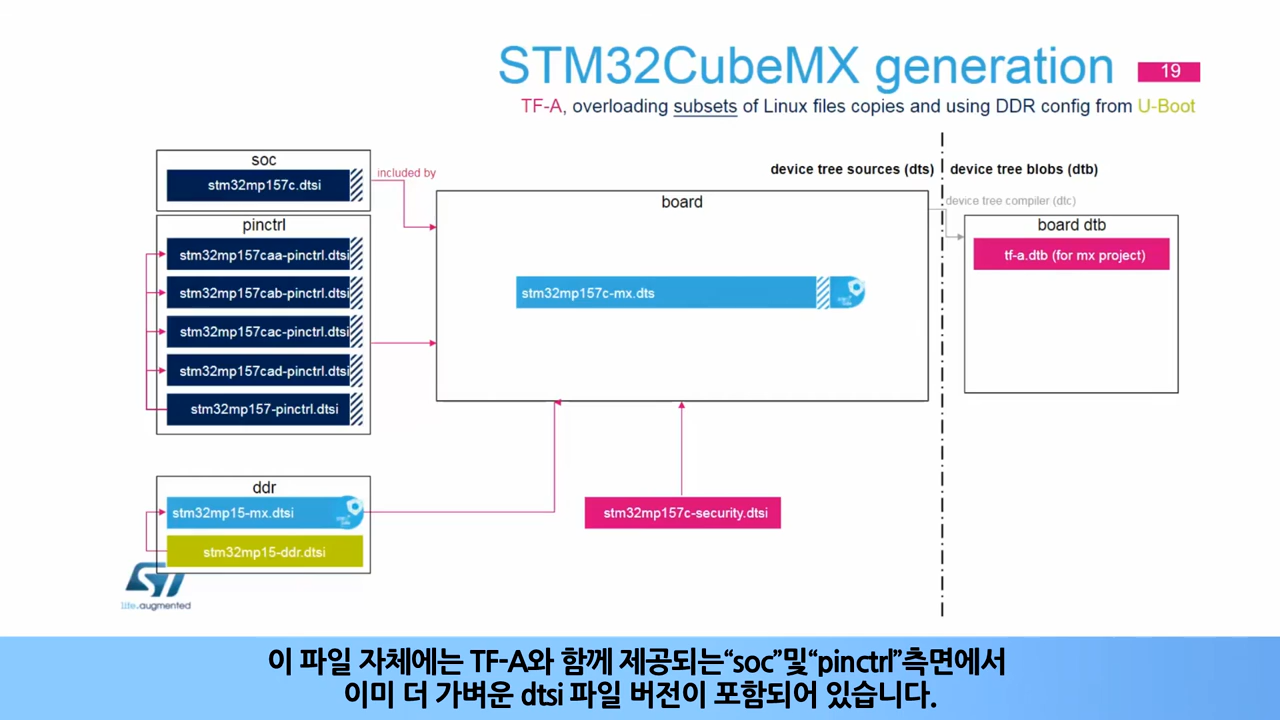 STM32CubeMX generation
19
TF-A, overloading subsets of Linux files copies and using DDR config from U-Boot
soc
stm32mp157c.dtsi
included by
pinctrl
stm32mp157caa-pinctrl.dtsi
stm32mp157cab-pinctrl.dtsi
stm32mp157cac-pinctrl.dtsi
stm32mp157cad-pinctrl.dtsi
stm32mp157-pinctrl.dtsi
ddr
stm32mp15-mx.dtsi
stm32mp15-ddr.dtsi
device tree sources (dts)
board
stm32mp157c-mx.dts
stm32mp157c-security.dtsi
device tree blobs (dtb)
device tree compiler (dtc)
board dtb
tf-a.dtb (for mx project)
ST
life.augmented
이 파일 자체에는 TF-A와 함께 제공되는“soc”및“pinctrl”측면에서
이미 더 가벼운 dtsi 파일 버전이 포함되어 있습니다.